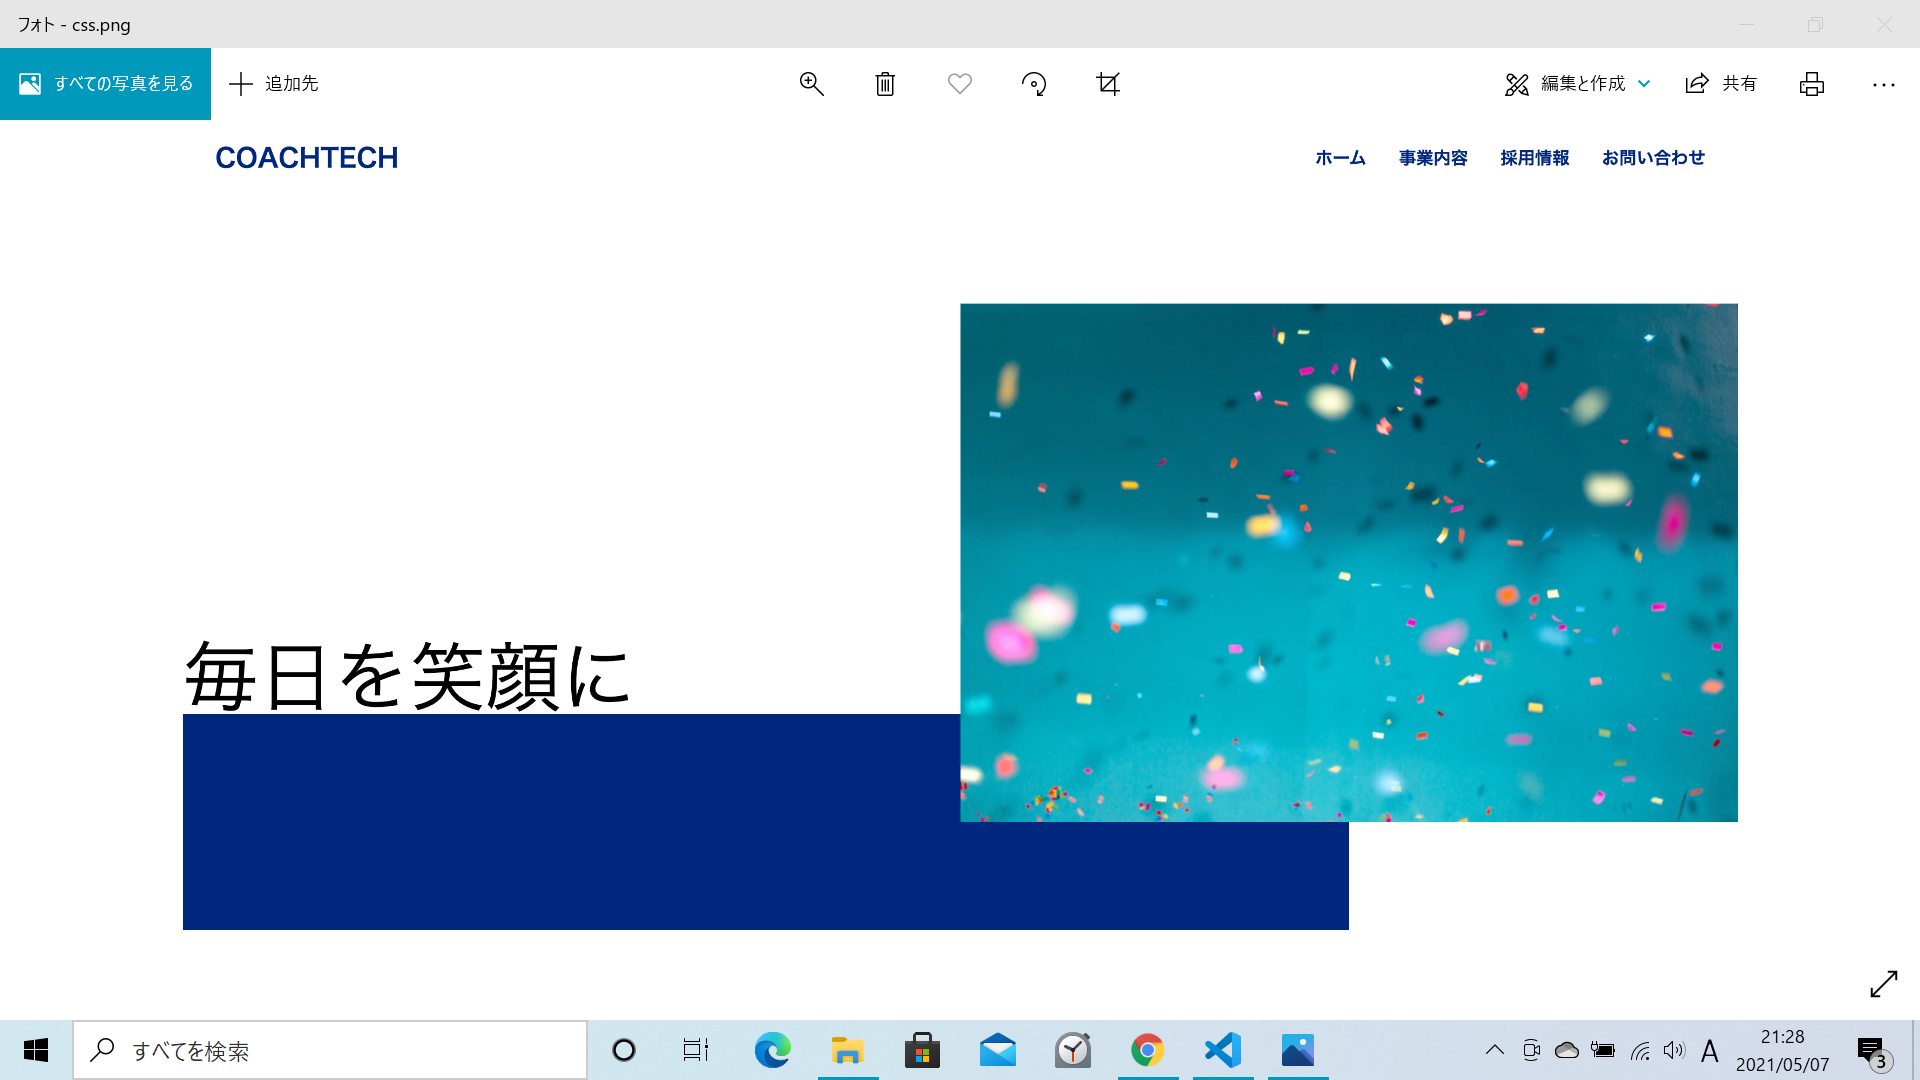 フォト - css.png
すべての写真を見る
追加先
編集と作成
共有
COACHTECH
ホーム 事業内容 採用情報 お問い合わせ
毎日を笑顔に
すべてを検索
A
21:28
2021/05/07
3